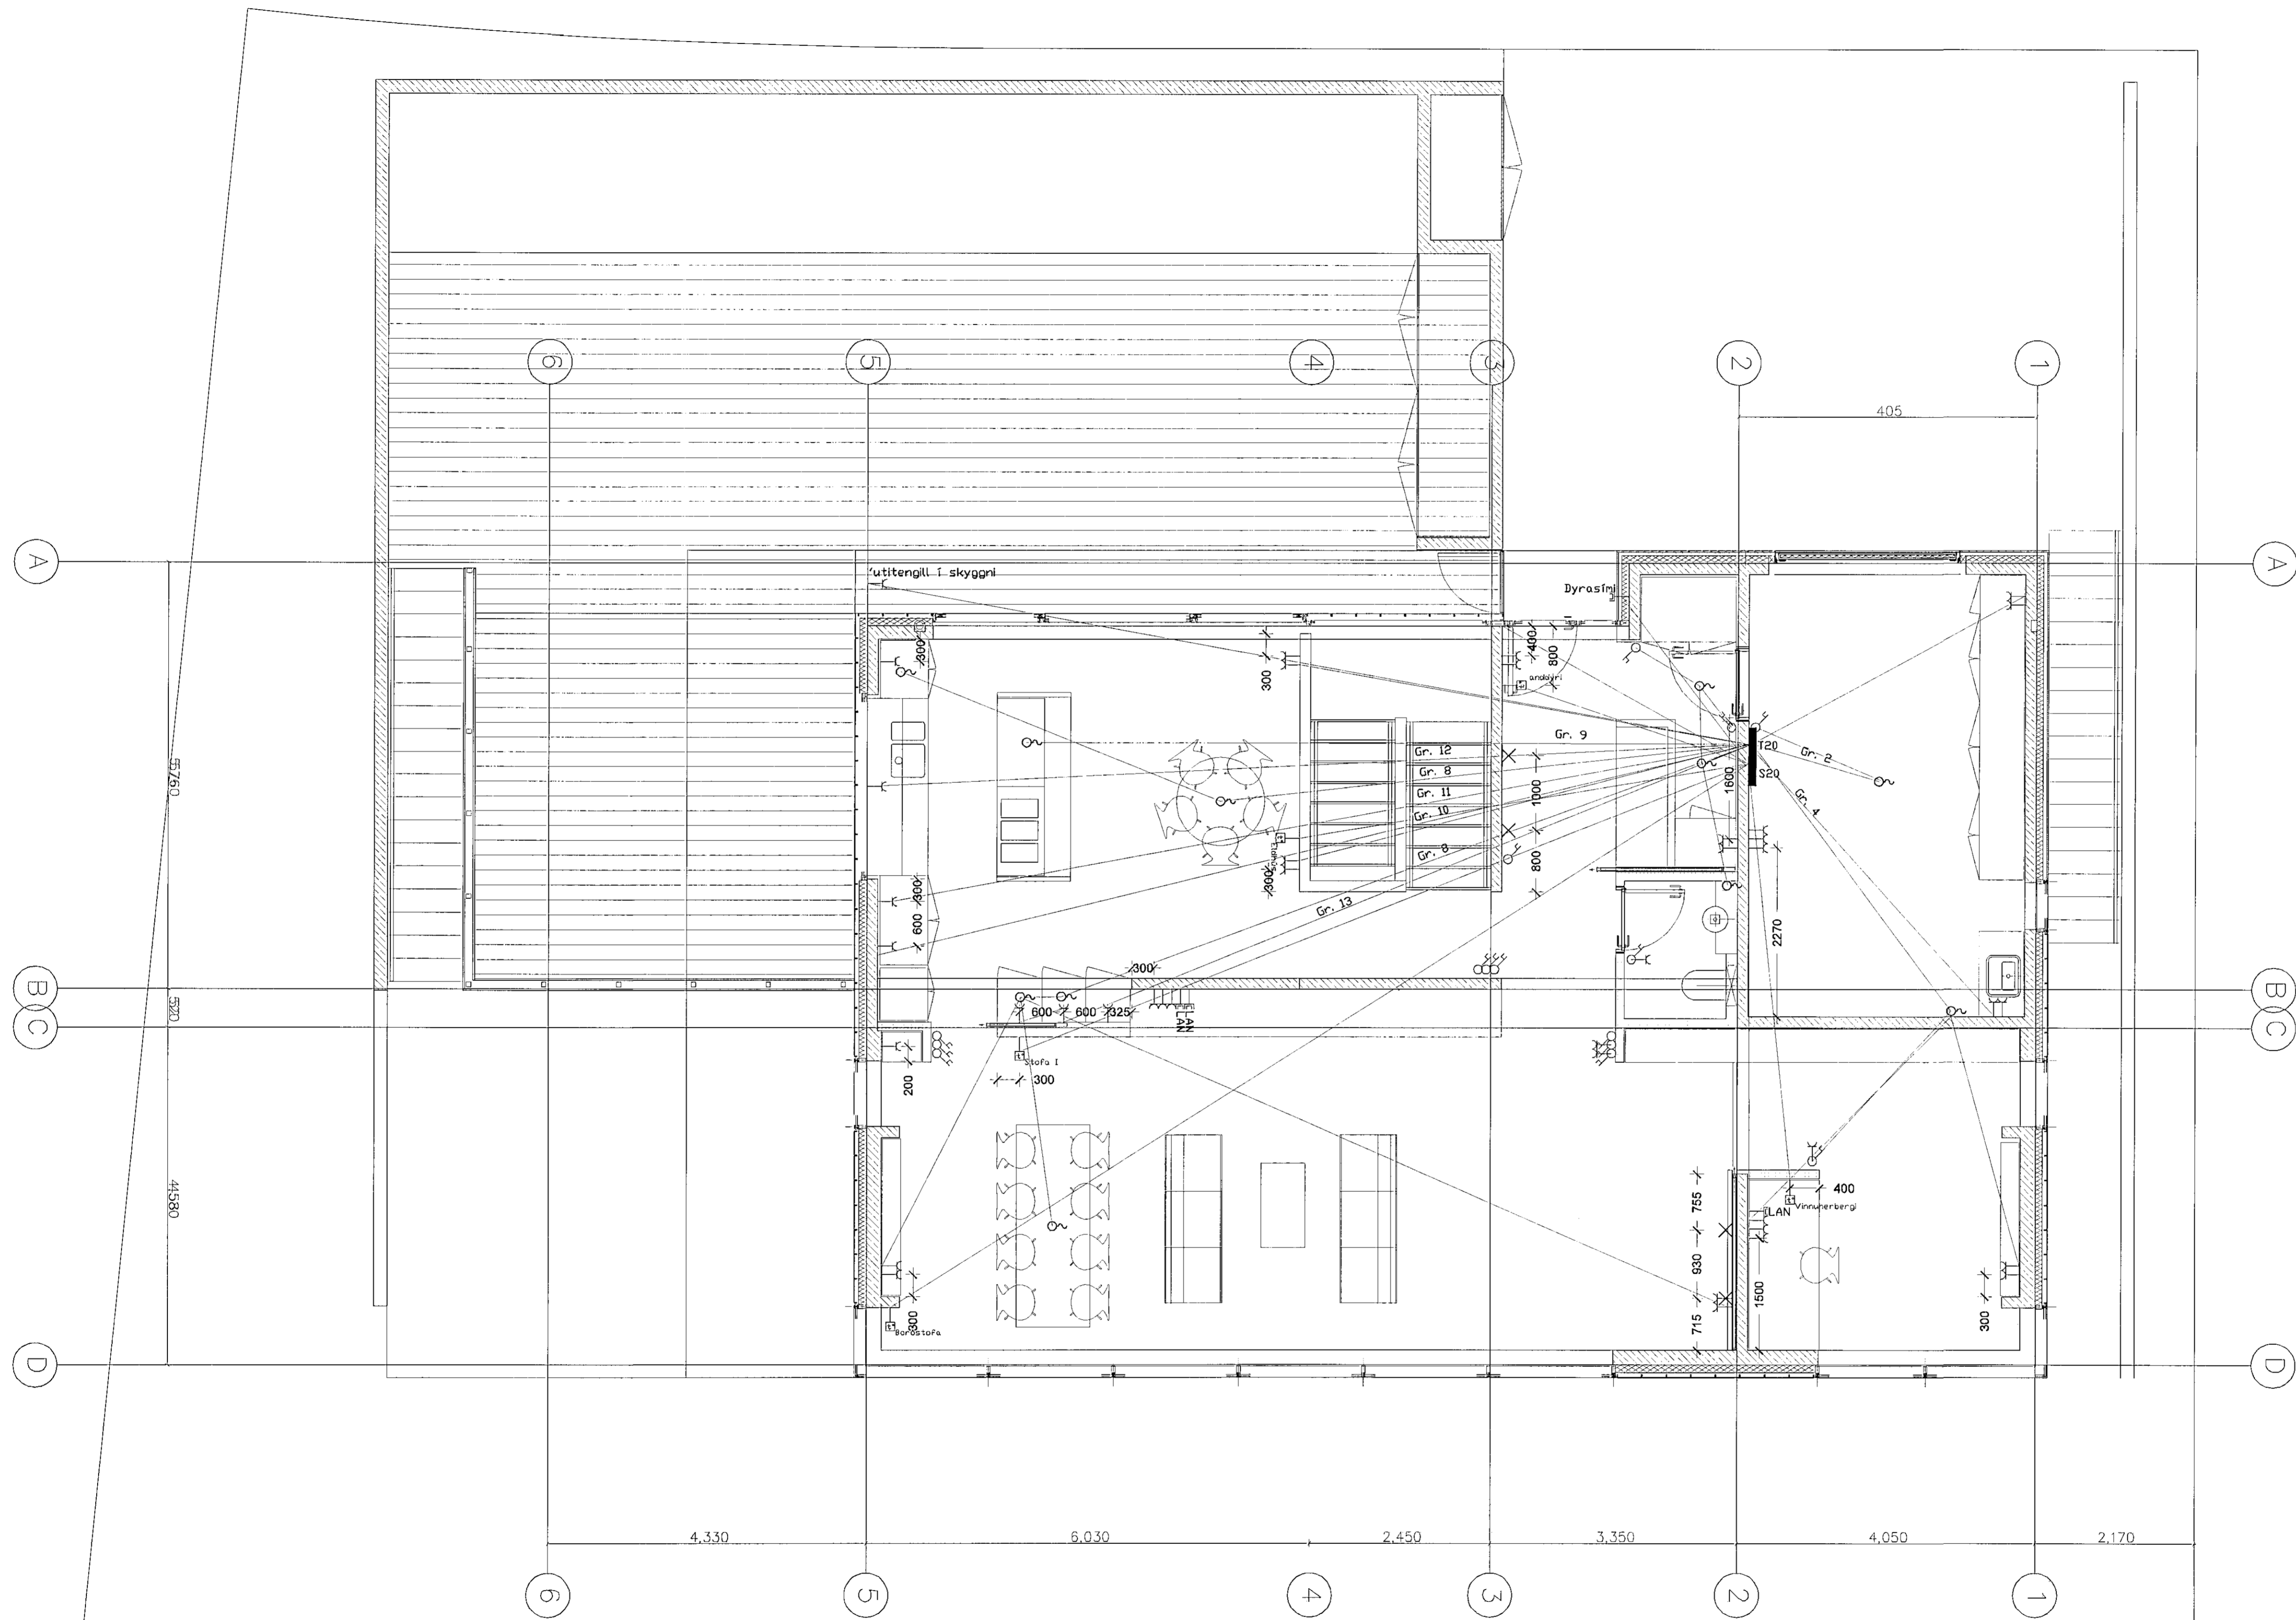 6
5
4
3
2
1
405
A
A
'utitengill í skyggni
Dyrasími
300
300
400
800
anddyri
Gr. 9
Gr. 12
Gr. 8
Gr. 11
Gr. 10
Gr. 8
Gr. 13
T20
S20
Gr. 2
Gr. 4
1600
1000
800
Eldhús
300
300
600
2270
5760
300
B
B
520
600
600
325
LAN
LAN
C
C
Stofa I
300
200
755
400
LAN
Vinnuherbergi
930
1500
715
300
300
Borðstofa
4580
D
D
4,330
6,030
2,450
3,350
4,050
2,170
6
5
4
3
2
1